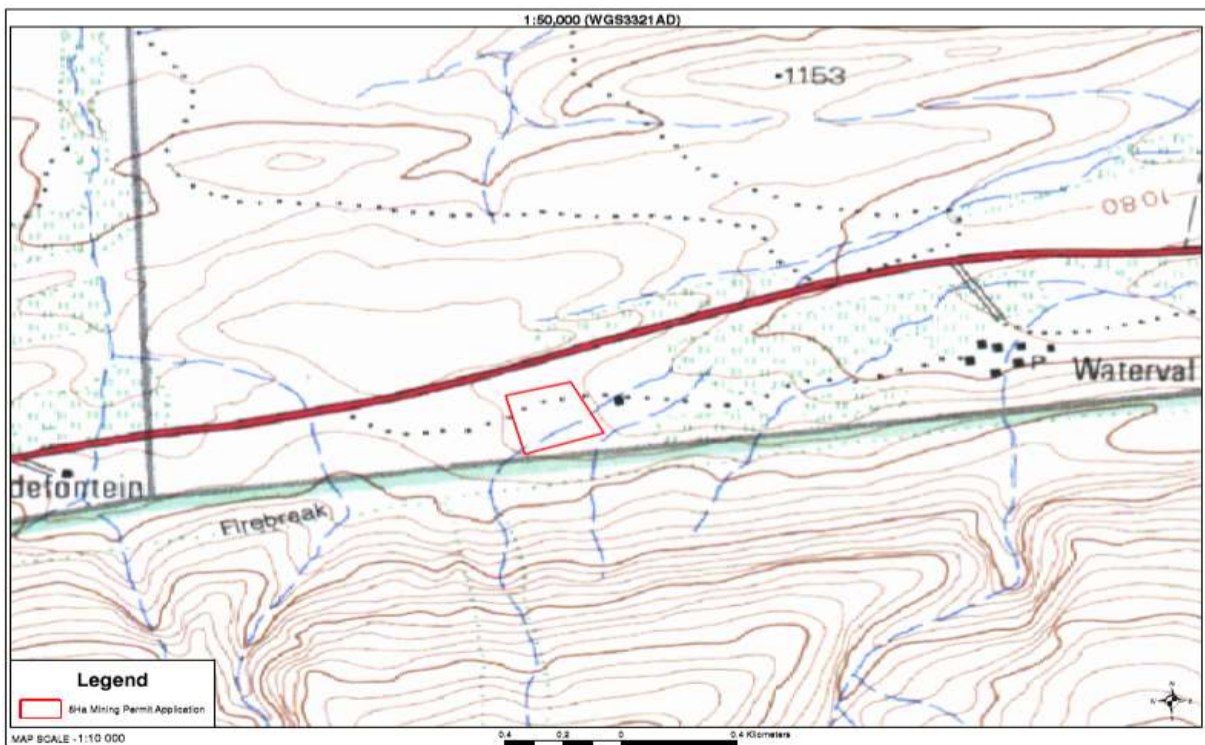 1:50,000 (WGS3321AD)
1153
1080
P
Waterval
defontein
Firebreak
Legend
5Ha Mining Permit Application
N
MAP SCALE - 1:10 000
0.4 0.2 0 0.4 Kilometers